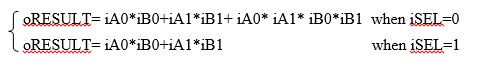 oRESULT= iA0*iB0+iA1*iB1+ iA0* iA1* iB0*iB1 when iSEL=0
oRESULT= iA0*iB0+iA1*iB1 when iSEL=1